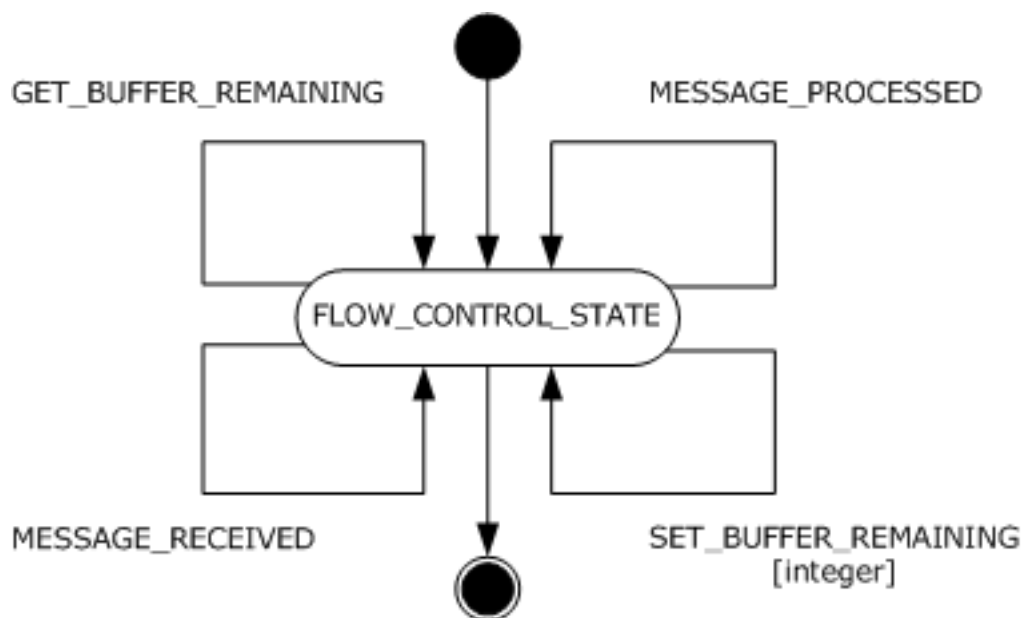 GET_BUFFER_REMAINING
MESSAGE_PROCESSED
FLOW_CONTROL_STATE
MESSAGE_RECEIVED
SET_BUFFER_REMAINING
[integer]